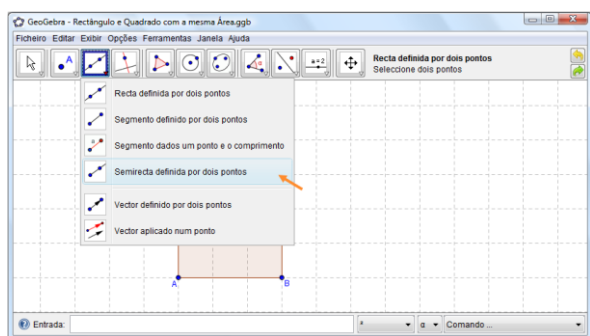 GeoGebra - Rectângulo e Quadrado com a mesma Área.ggb
Ficheiro Editar Exibir Opções Ferramentas Janela Ajuda
A
a=2
Recta definida por dois pontos
Seleccione dois pontos
Recta definida por dois pontos
Segmento definido por dois pontos
Segmento dados um ponto e o comprimento
Semirecta definida por dois pontos
Vector definido por dois pontos
Vector aplicado num ponto
A
B
Entrada:
α
Comando ...